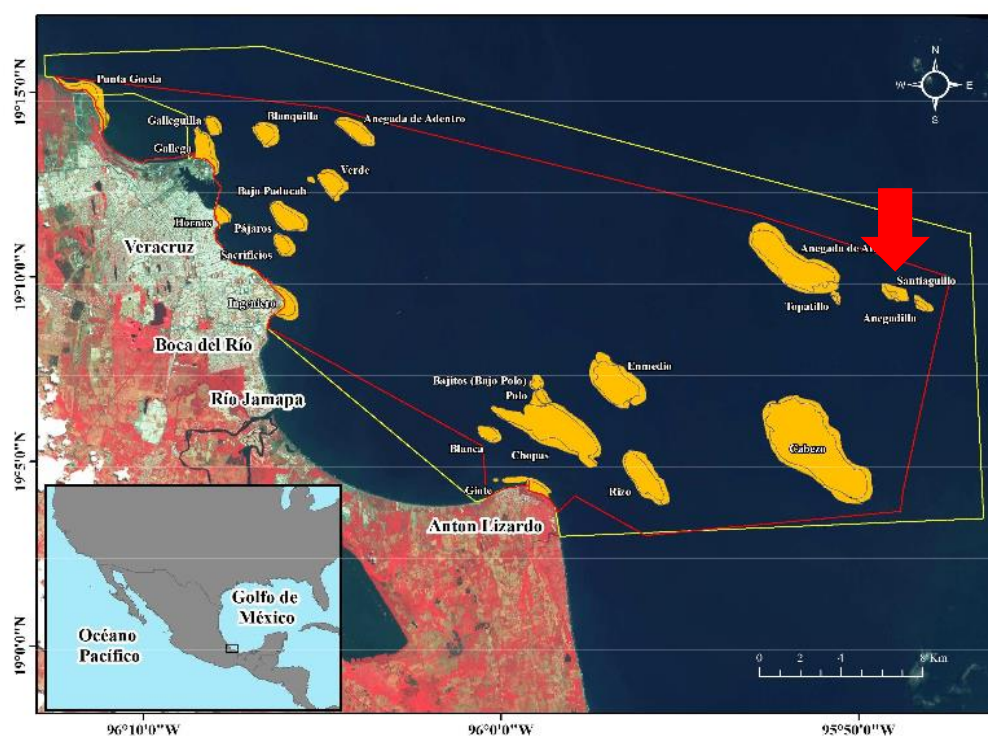 N
W
E
S
19°15'0"N
Punta Gorda
Galleguilla
Blanquilla
Anegada de Adentro
Gallega
Verde
Bajo Paducah
Hornos
Pájaros
Veracruz
Sacrificios
Anegada de
Santiaguillo
19°10'0"N
Ingeniero
Topatillo
Anegadillo
Boca del Río
Enmedio
Bajitos (Bajo Polo)
Polo
Río Jamapa
Blanca
Chopas
Cabezo
19°5'0"N
Giote
Rizo
Anton Lizardo
Golfo de
México
Océano
Pacífico
19°0'0"N
0 2 4 8 Km
96°10'0"W
96°0'0"W
95°50'0"W